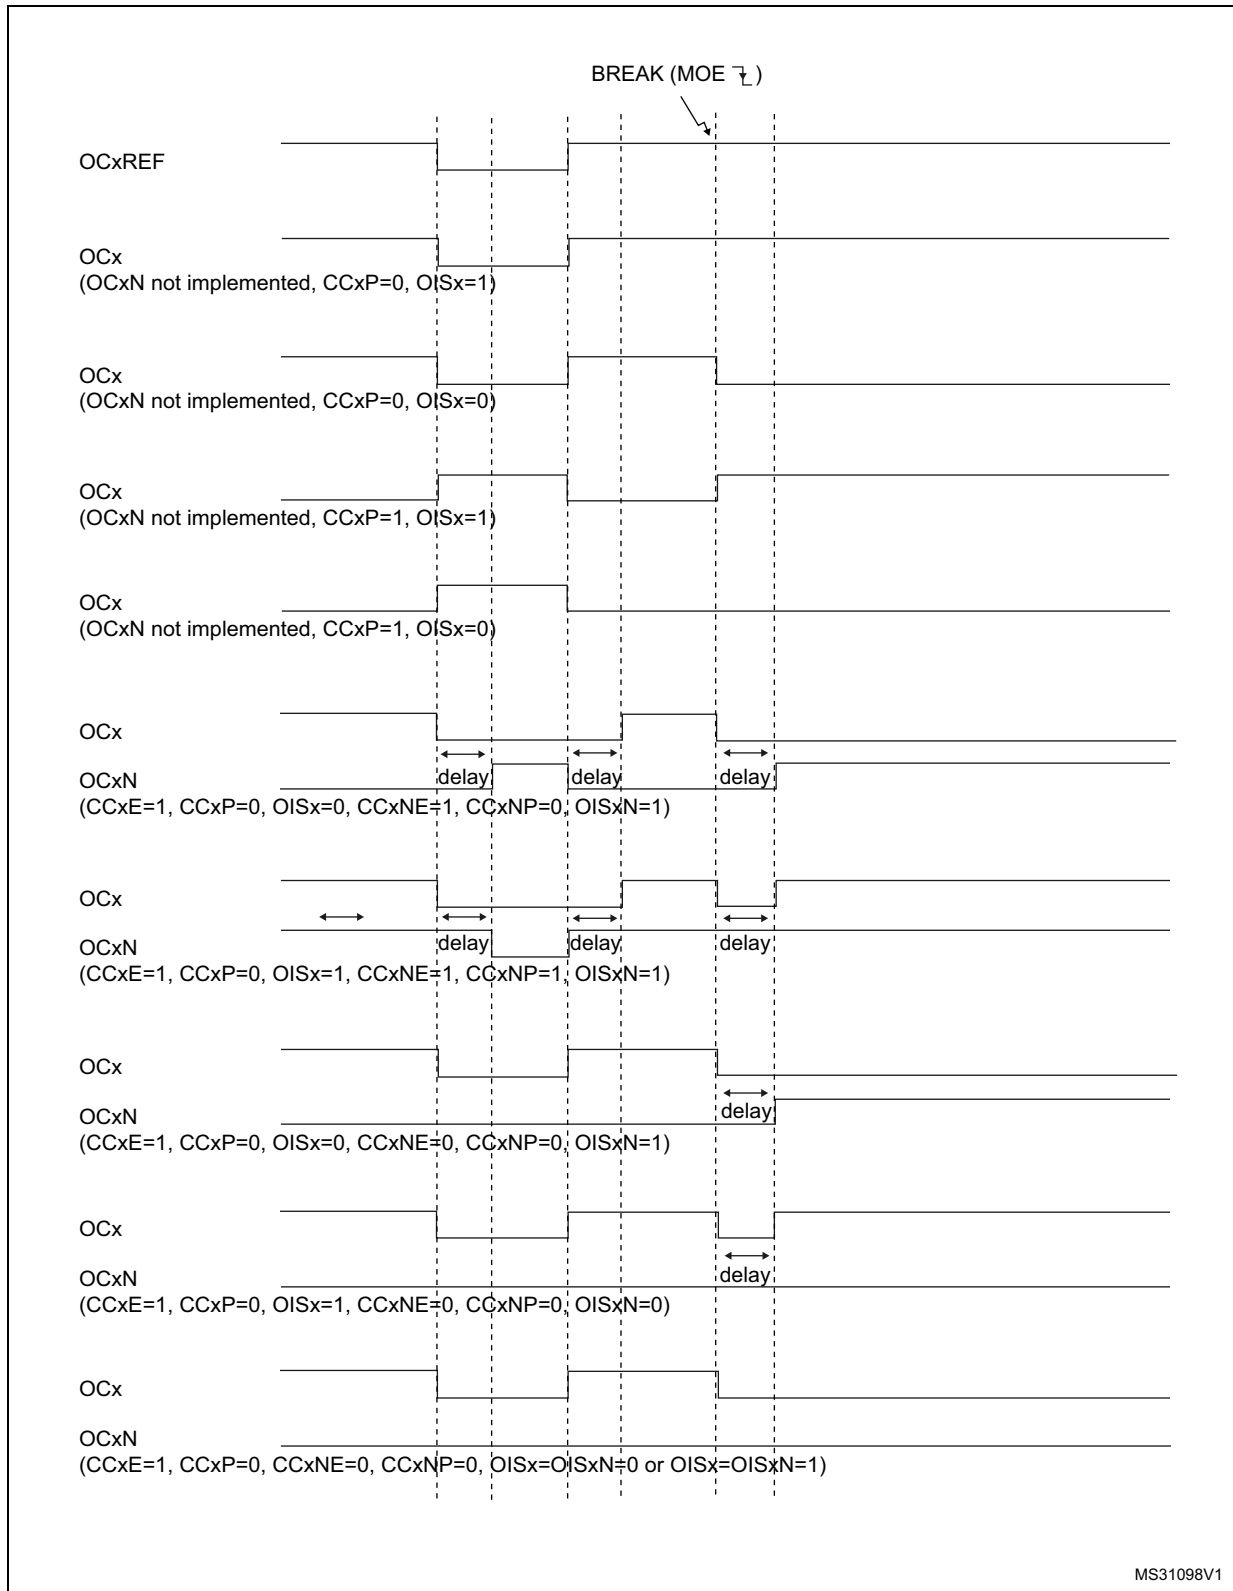 BREAK (MOE )
OCxREF
OCx
(OCxN not implemented, CCxP=0, OISx=1)
OCx
(OCxN not implemented, CCxP=0, OISx=0)
OCx
(OCxN not implemented, CCxP=1, OISx=1)
OCx
(OCxN not implemented, CCxP=1, OISx=0)
OCx
OCxN delay delay delay
(CCxE=1, CCxP=0, OISx=0, CCxNE=1, CCxNP=0, OISxN=1)
OCx
OCxN delay delay delay
(CCxE=1, CCxP=0, OISx=1, CCxNE=1, CCxNP=1, OISxN=1)
OCx
OCxN delay
(CCxE=1, CCxP=0, OISx=0, CCxNE=0, CCxNP=0, OISxN=1)
OCx
OCxN delay
(CCxE=1, CCxP=0, OISx=1, CCxNE=0, CCxNP=0, OISxN=0)
OCx
OCxN
(CCxE=1, CCxP=0, CCxNE=0, CCxNP=0, OISx=OISxN=0 or OISx=OISxN=1)
MS31098V1